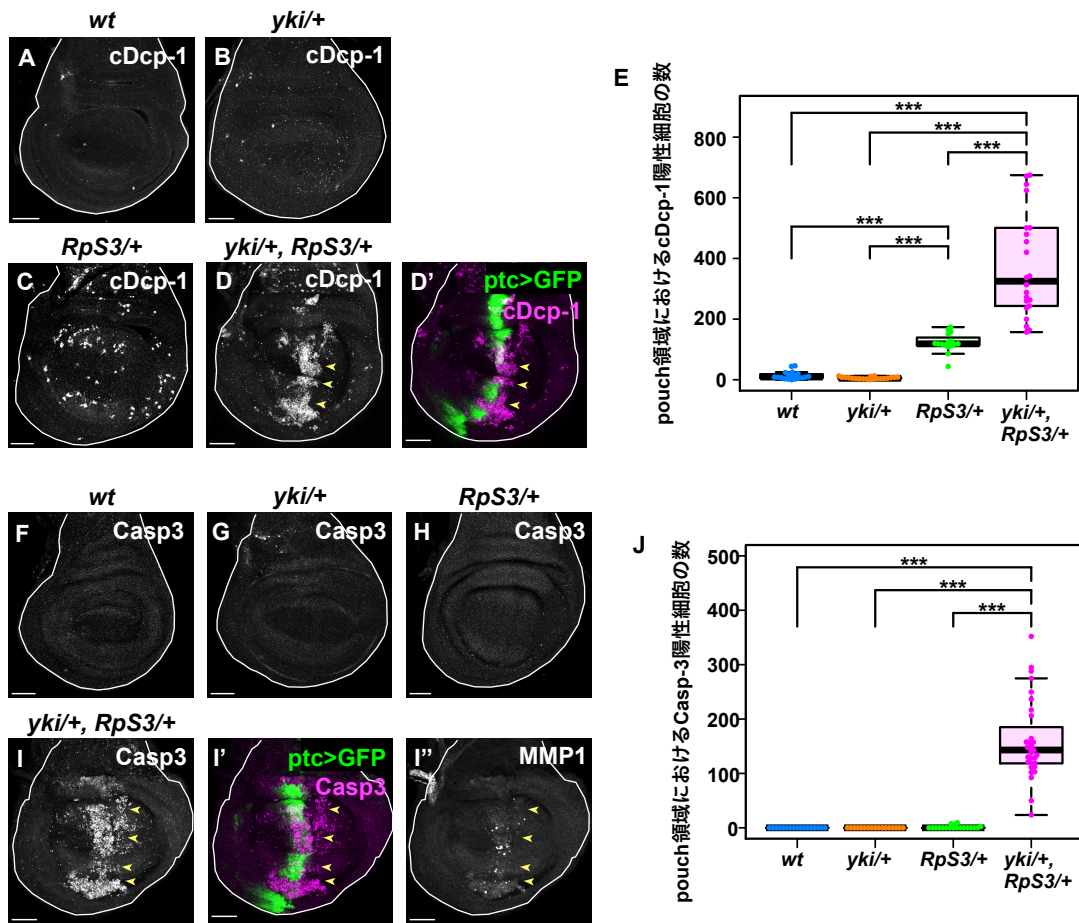 wt
yki/+
A
cDcp-1
B
cDcp-1
RpS3/+
yki/+, RpS3/+
C
cDcp-1
D
cDcp-1
D'
ptc>GFP
cDcp-1
E
pouch領域におけるcDcp-1陽性細胞の数
800
600
400
200
0
***
***
***
***
***
wt
yki/+
RpS3/+
yki/+,
RpS3/+
wt
yki/+
RpS3/+
F
Casp3
G
Casp3
H
Casp3
yki/+, RpS3/+
I
Casp3
I'
ptc>GFP
Casp3
I''
MMP1
J
pouch領域におけるCasp-3陽性細胞の数
500
400
300
200
100
0
***
***
***
wt
yki/+
RpS3/+
yki/+,
RpS3/+